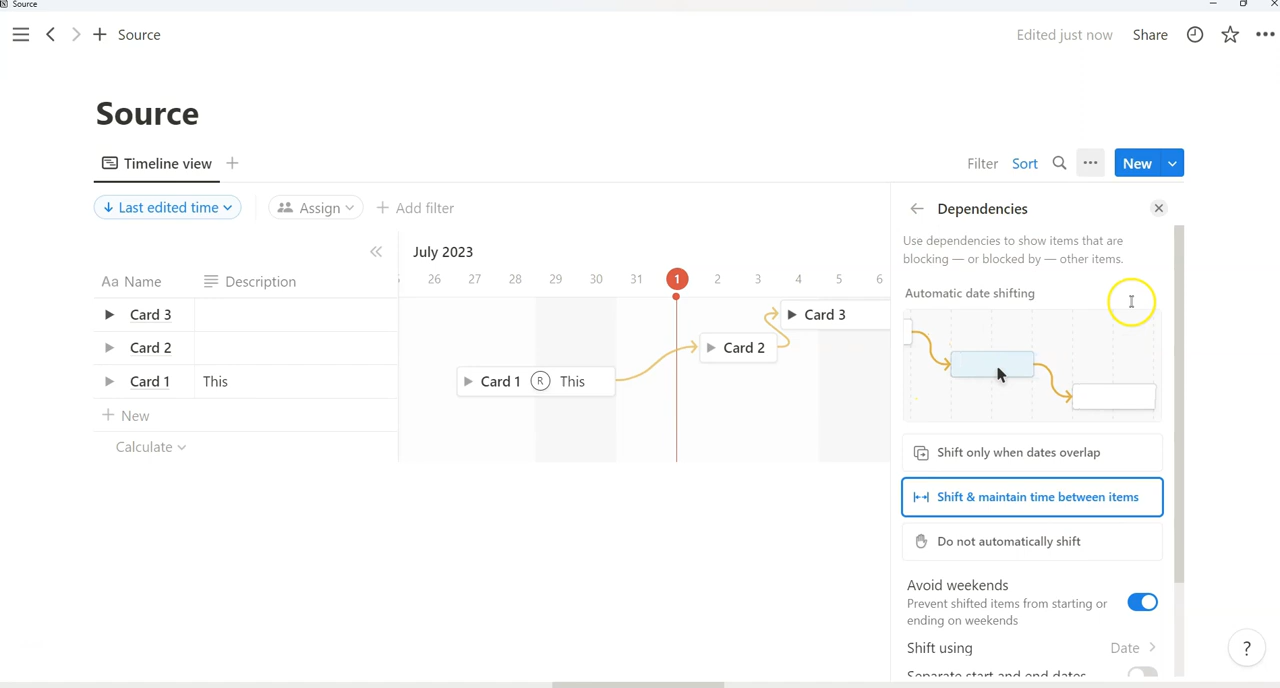 Source
Source
Edited just now Share
Source
Timeline view
Filter Sort New
Last edited time Assign Add filter
Dependencies
Use dependencies to show items that are
blocking — or blocked by — other items.
July 2023
Aa Name Description
26 27 28 29 30 31 1 2 3 4 5 6
Automatic date shifting
Card 3
Card 3
Card 2
Card 2
Card 1 This
Card 1 R This
+ New
Calculate
Shift only when dates overlap
Shift & maintain time between items
Do not automatically shift
Avoid weekends
Prevent shifted items from starting or
ending on weekends
Shift using Date
Separate start and end dates
?